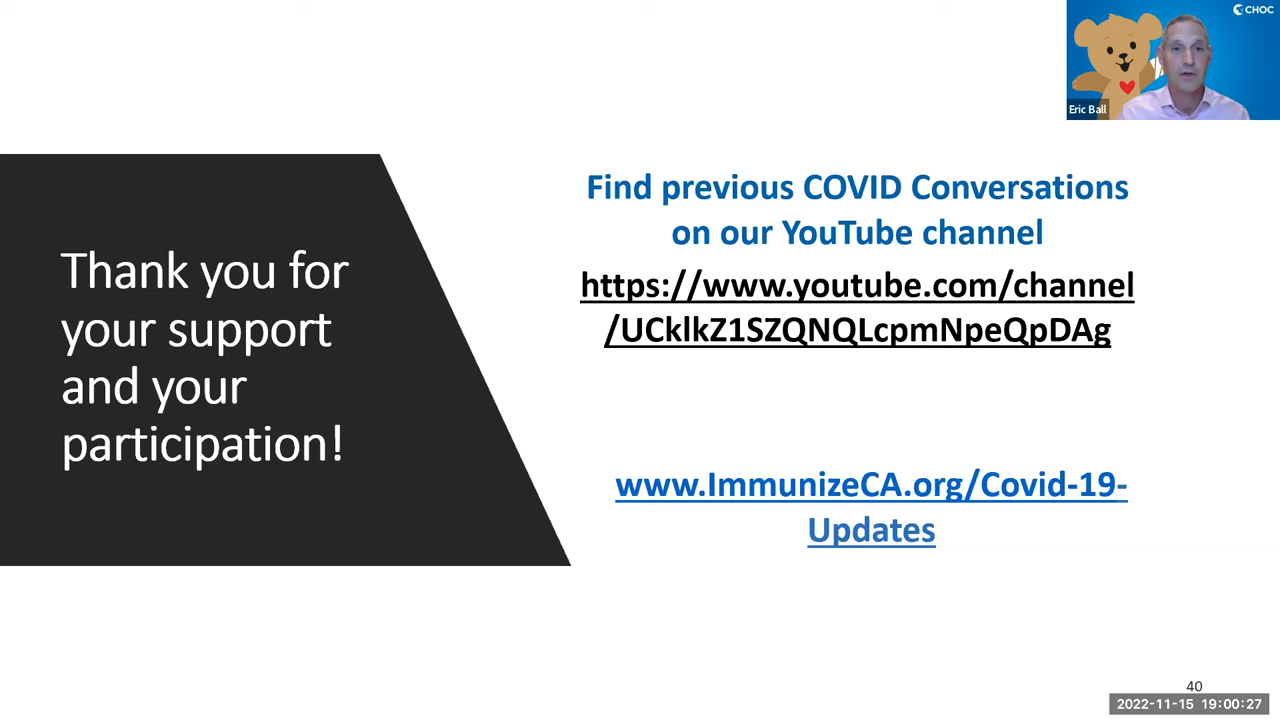 CHOC
Eric Ball
Thank you for
your support
and your
participation!
Find previous COVID Conversations
on our YouTube channel
https://www.youtube.com/channel
/UCklkZ1SZQNQLcpmNpeQpDAg
www.ImmunizeCA.org/Covid-19-
Updates
40
2022-11-15 19:00:27